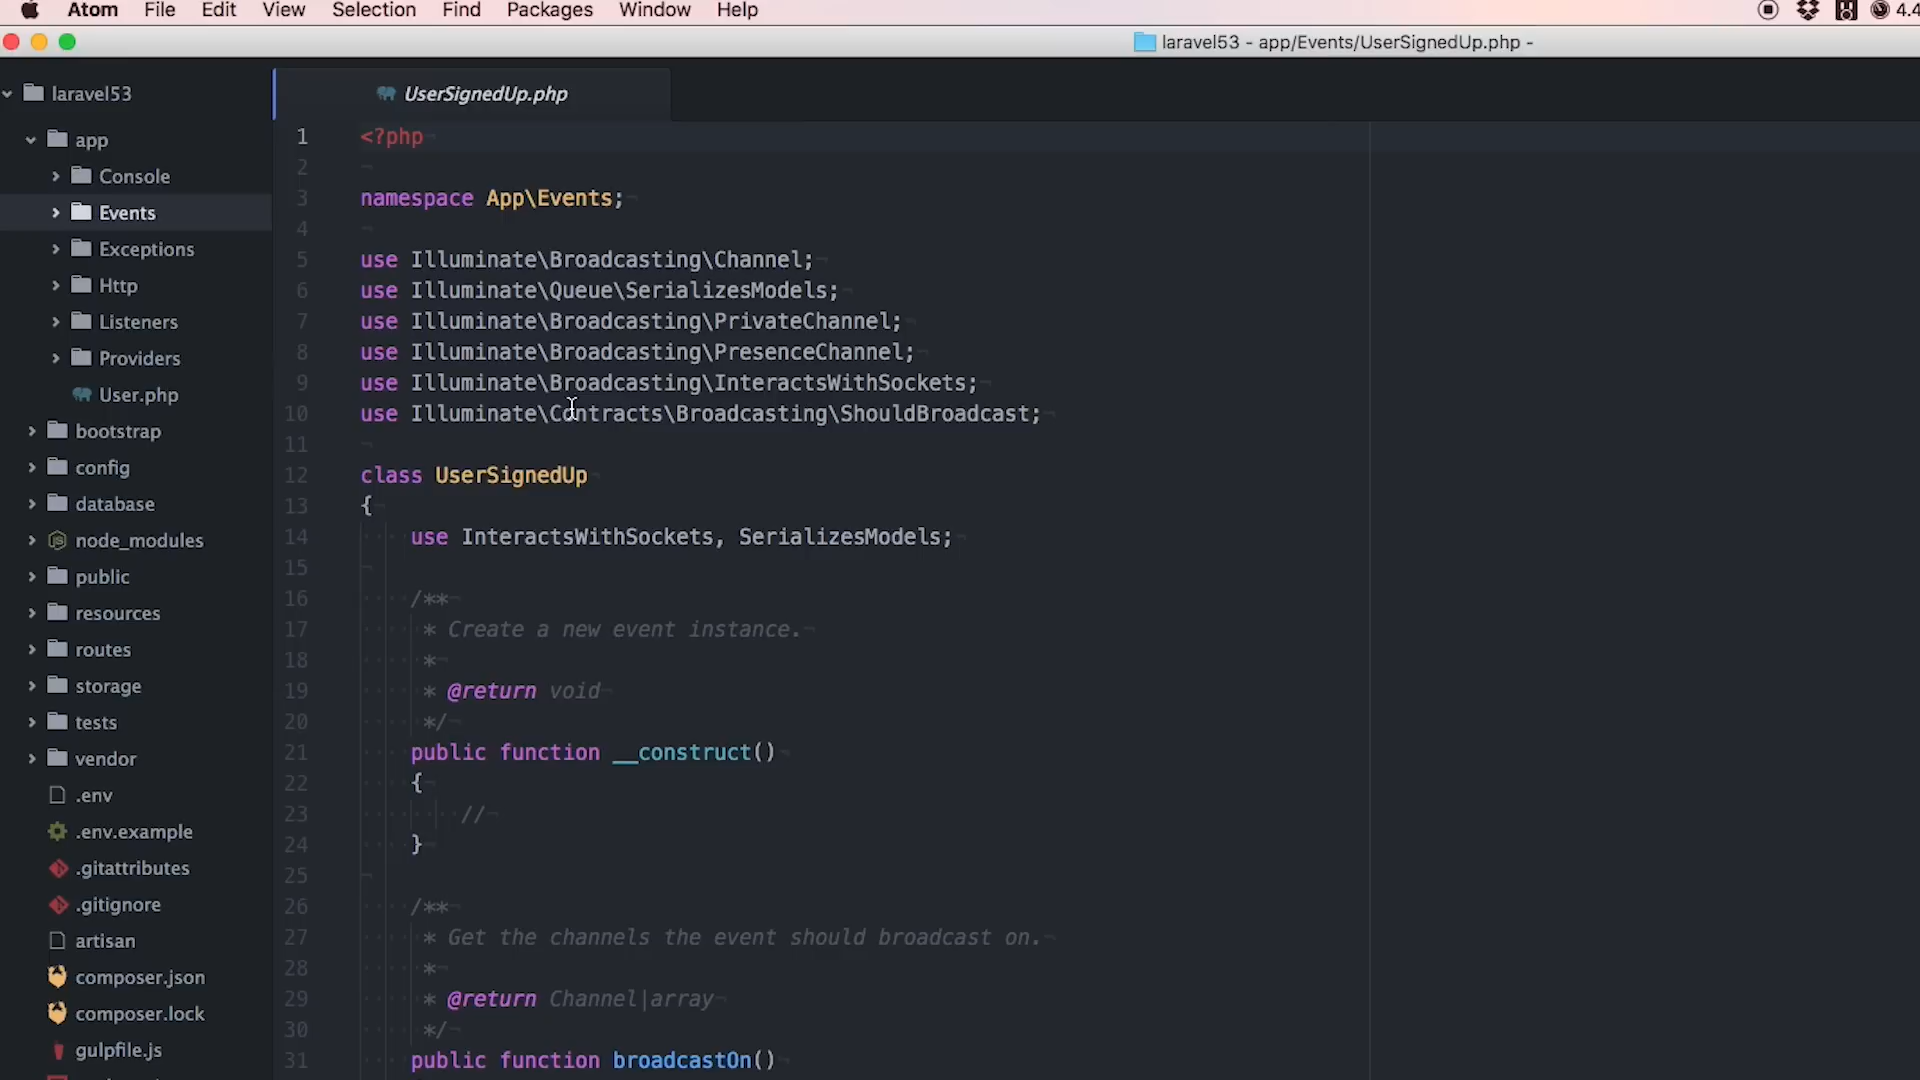 Atom File Edit View Selection Find Packages Window Help
laravel53 - app/Events/UserSignedUp.php -
laravel53
app
Console
Events
Exceptions
Http
Listeners
Providers
User.php
bootstrap
config
database
node_modules
public
resources
routes
storage
tests
vendor
.env
.env.example
.gitattributes
.gitignore
artisan
composer.json
composer.lock
gulpfile.js
UserSignedUp.php
1 <?php
2
3 namespace App\Events;
4
5 use Illuminate\Broadcasting\Channel;
6 use Illuminate\Queue\SerializesModels;
7 use Illuminate\Broadcasting\PrivateChannel;
8 use Illuminate\Broadcasting\PresenceChannel;
9 use Illuminate\Broadcasting\InteractsWithSockets;
10 use Illuminate\Contracts\Broadcasting\ShouldBroadcast;
11
12 class UserSignedUp
13 {
14 use InteractsWithSockets, SerializesModels;
15
16 /**
17 * Create a new event instance.
18 *
19 * @return void
20 */
21 public function __construct()
22 {
23 //
24 }
25
26 /**
27 * Get the channels the event should broadcast on.
28 *
29 * @return Channel|array
30 */
31 public function broadcastOn()